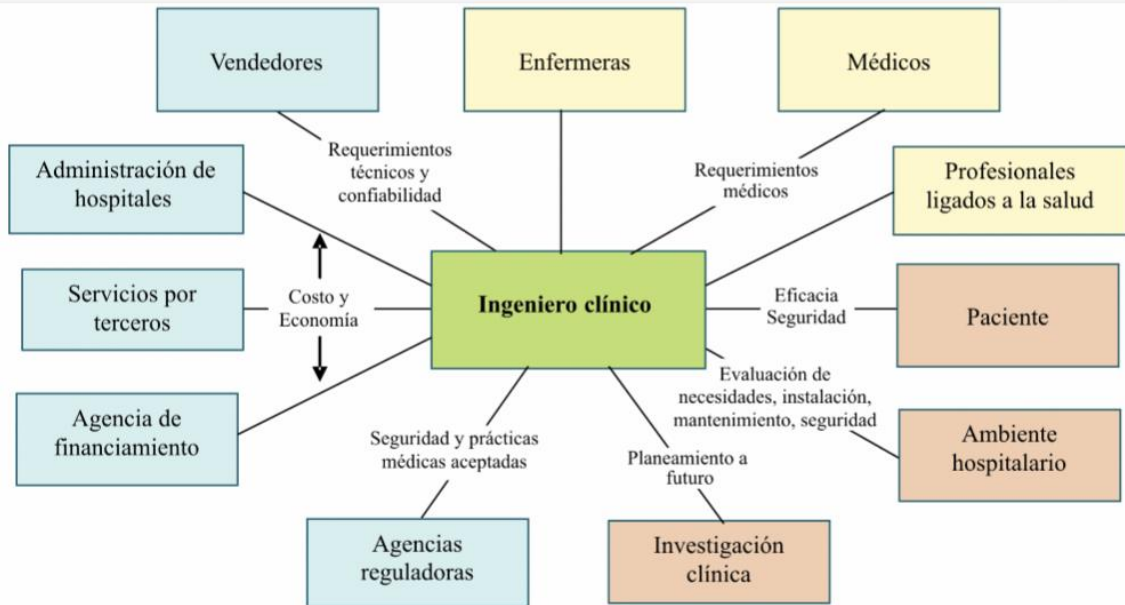 Vendedores
Enfermeras
Médicos
Requerimientos
técnicos y
confiabilidad
Requerimientos
médicos
Administración de
hospitales
Profesionales
ligados a la salud
Servicios por
terceros
Costo y
Economía
Ingeniero clínico
Eficacia
Seguridad
Paciente
Agencia de
financiamiento
Seguridad y prácticas
médicas aceptadas
Planeamiento a
futuro
Evaluación de
necesidades, instalación,
mantenimiento, seguridad
Ambiente
hospitalario
Agencias
reguladoras
Investigación
clínica